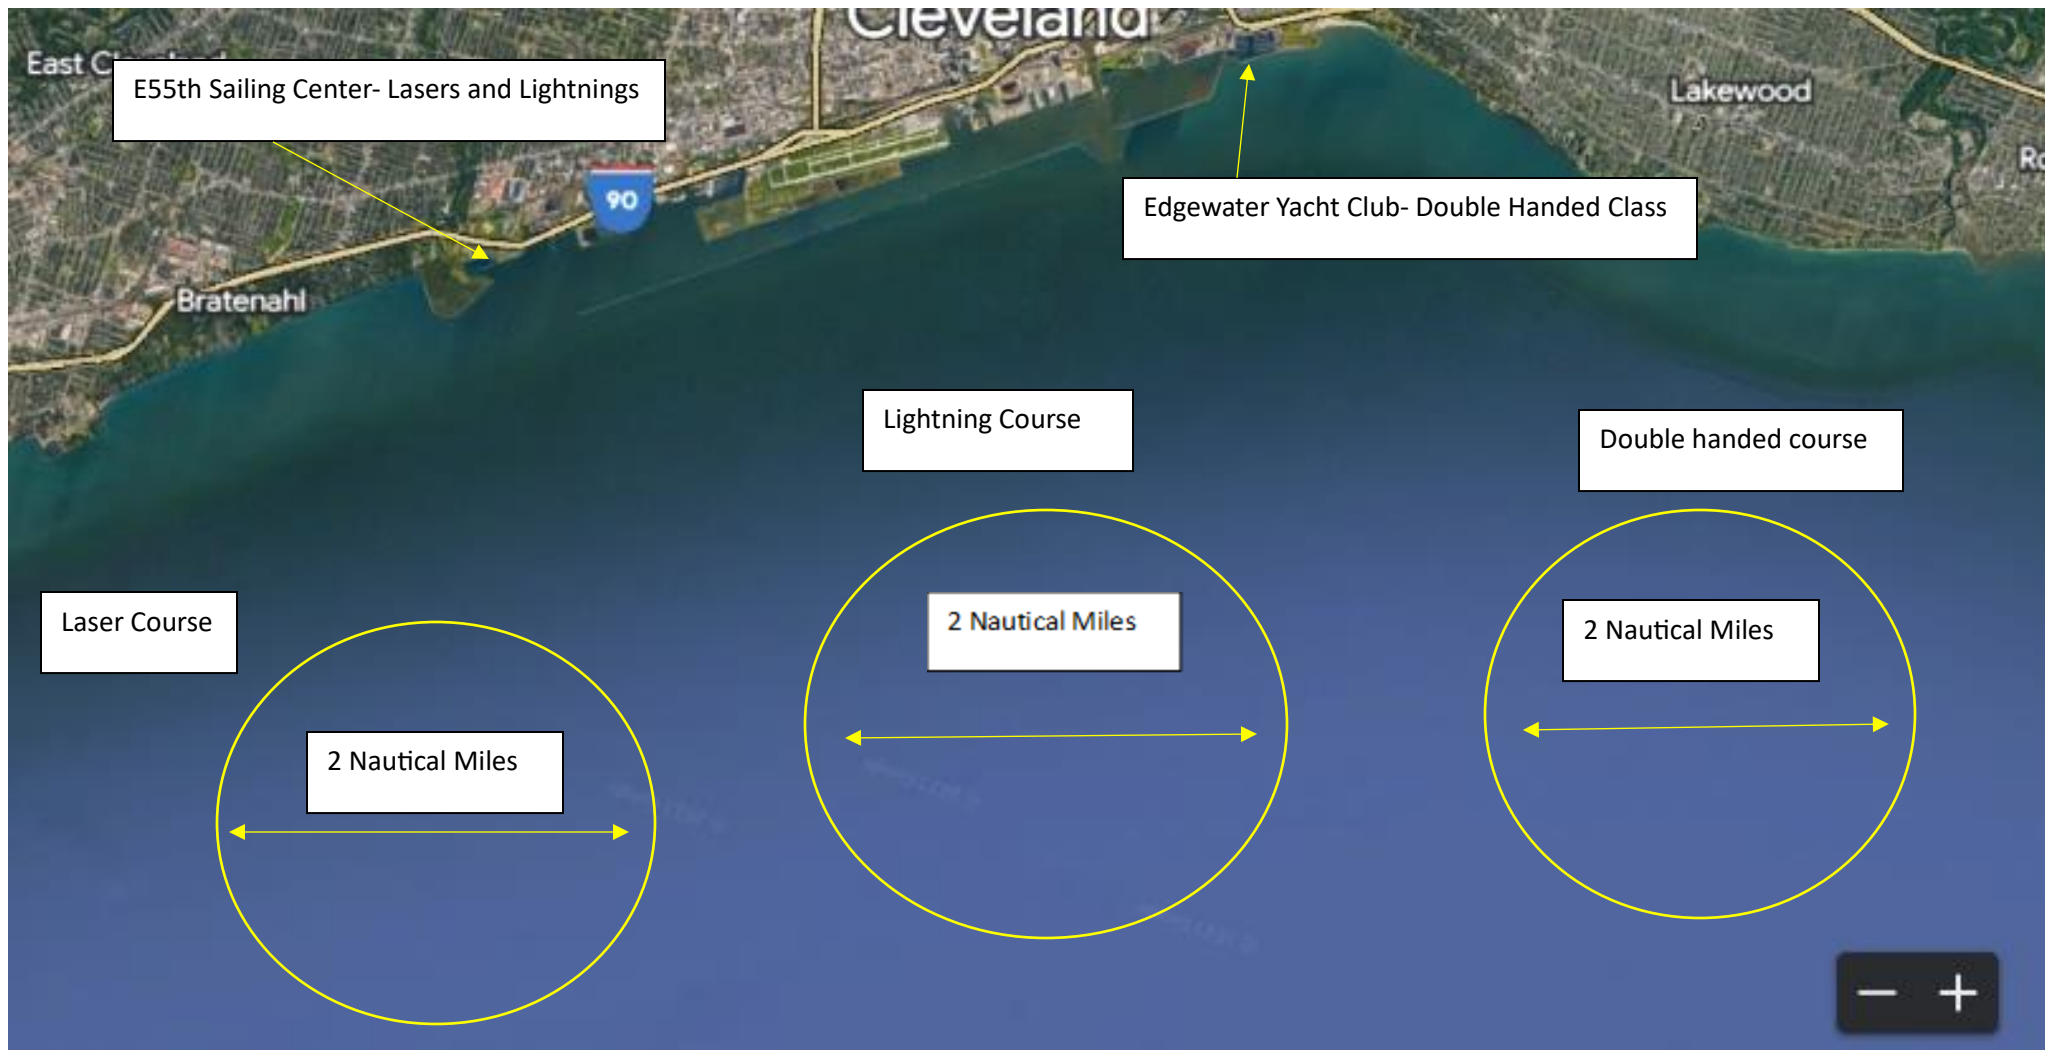 Cleveland
East Cleveland
E55th Sailing Center- Lasers and Lightnings
Lakewood
90
Edgewater Yacht Club- Double Handed Class
Bratenahl
Lightning Course
Double handed course
Laser Course
2 Nautical Miles
2 Nautical Miles
2 Nautical Miles